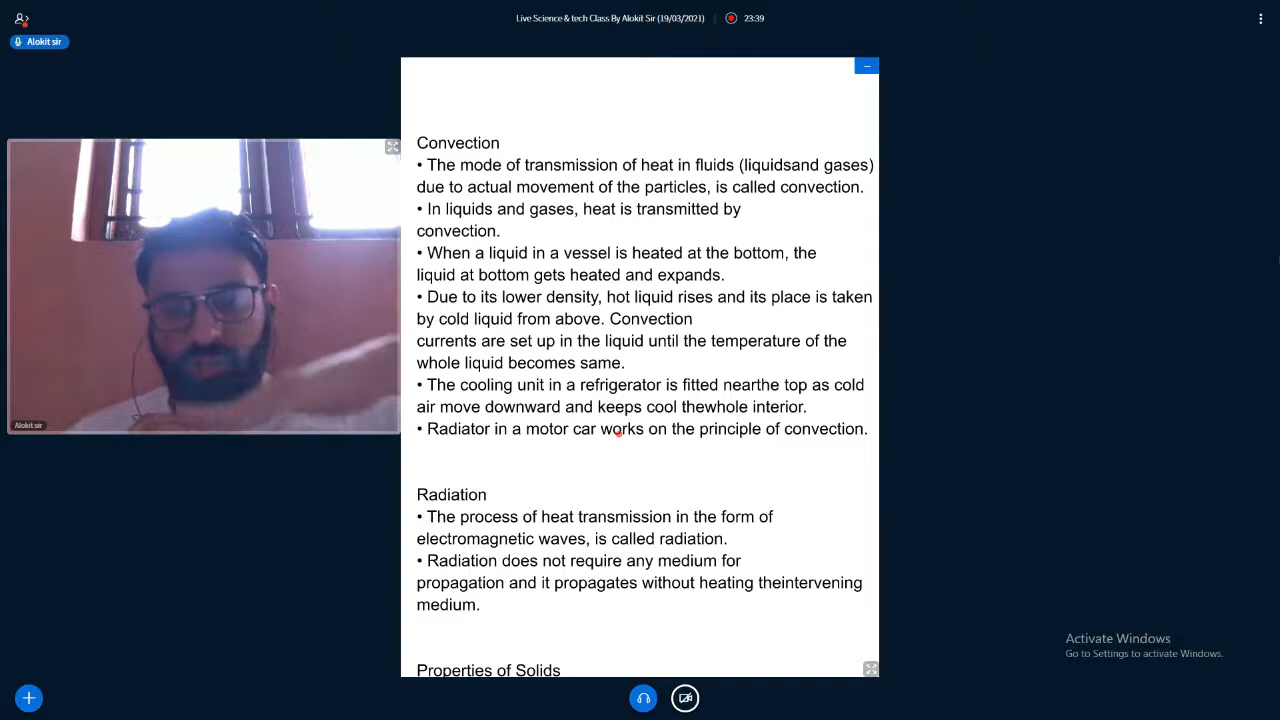 Live Science & tech Class By Alokit Sir (19/03/2021)
23:39
Alokit sir
Convection
• The mode of transmission of heat in fluids (liquidsand gases)
due to actual movement of the particles, is called convection.
• In liquids and gases, heat is transmitted by
convection.
• When a liquid in a vessel is heated at the bottom, the
liquid at bottom gets heated and expands.
• Due to its lower density, hot liquid rises and its place is taken
by cold liquid from above. Convection
currents are set up in the liquid until the temperature of the
whole liquid becomes same.
• The cooling unit in a refrigerator is fitted nearthe top as cold
air move downward and keeps cool thewhole interior.
• Radiator in a motor car works on the principle of convection.
Radiation
• The process of heat transmission in the form of
electromagnetic waves, is called radiation.
• Radiation does not require any medium for
propagation and it propagates without heating theintervening
medium.
Properties of Solids
Alokit sir
Activate Windows
Go to Settings to activate Windows.